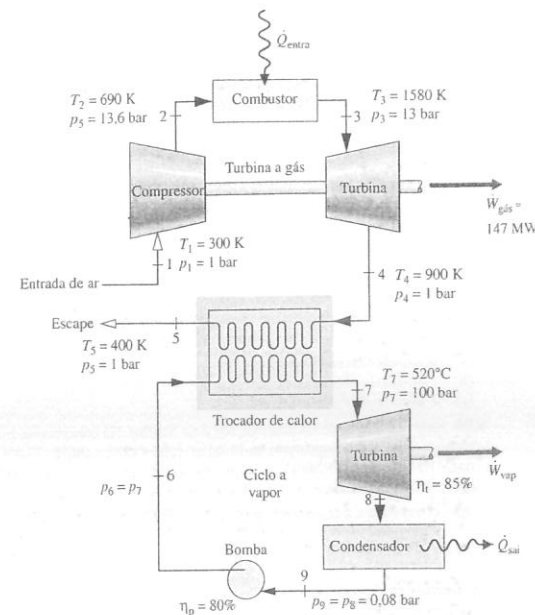 Q̇entra
T2 = 690 K
p5 = 13.6 bar
2
Combustor
T3 = 1580 K
p3 = 13 bar
3
Compressor
Turbina a gás
Turbina
Ẇgás =
147 MW
T1 = 300 K
p1 = 1 bar
1
Entrada de ar
4
T4 = 900 K
p4 = 1 bar
Escape
5
T5 = 400 K
p5 = 1 bar
Trocador de calor
7
T7 = 520°C
p7 = 100 bar
Turbina
Ẇvap
ηt = 85%
8
6
p6 = p7
Ciclo a
vapor
Condensador
Q̇sai
Bomba
9
ηp = 80%
p9 = p8 = 0,08 bar